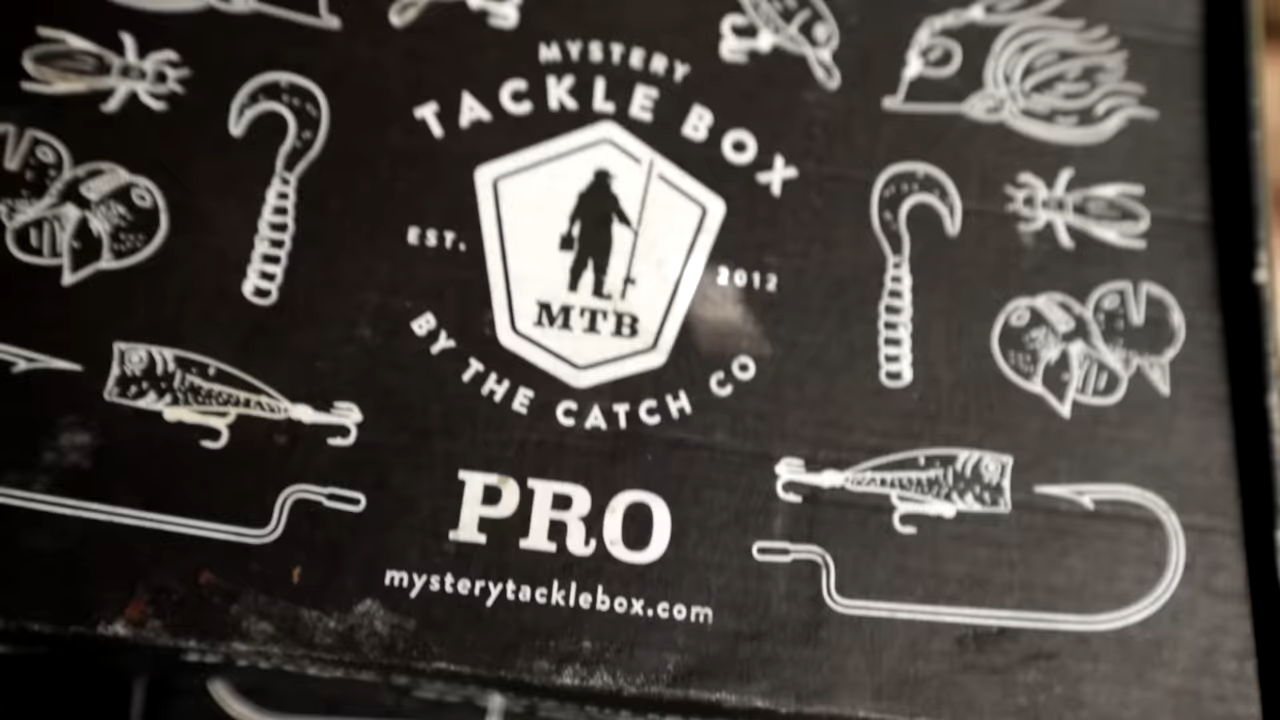 MYSTERY
TACKLE BOX
EST. 2012
MTB
BY THE CATCH CO
PRO
mysterytacklebox.com